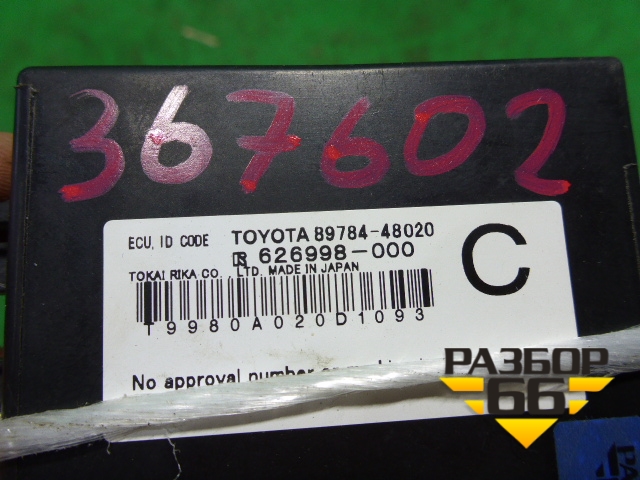 367602
ECU, ID CODE TOYOTA 89784-48020
R 626998-000
TOKAI RIKA CO. LTD. MADE IN JAPAN
C
T9980A020D1093
No approval number
РАЗБОР
66